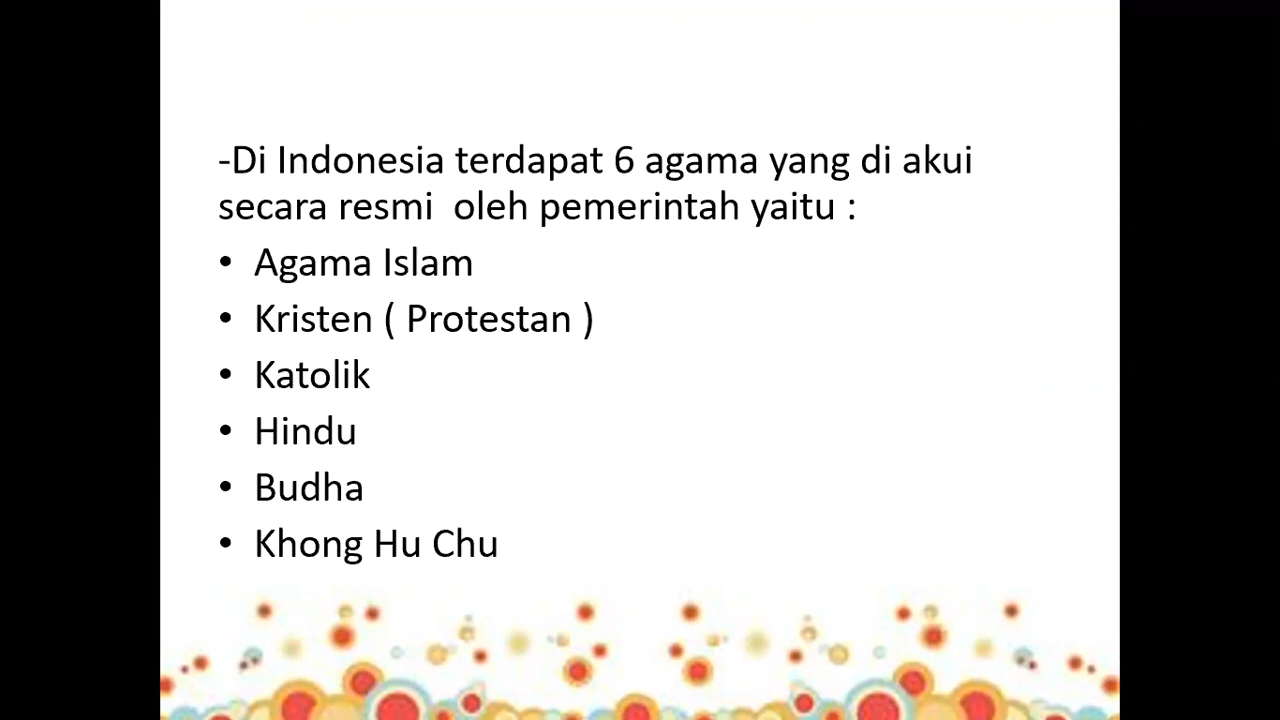 -Di Indonesia terdapat 6 agama yang di akui
secara resmi  oleh pemerintah yaitu :
• Agama Islam
• Kristen ( Protestan )
• Katolik
• Hindu
• Budha
• Khong Hu Chu